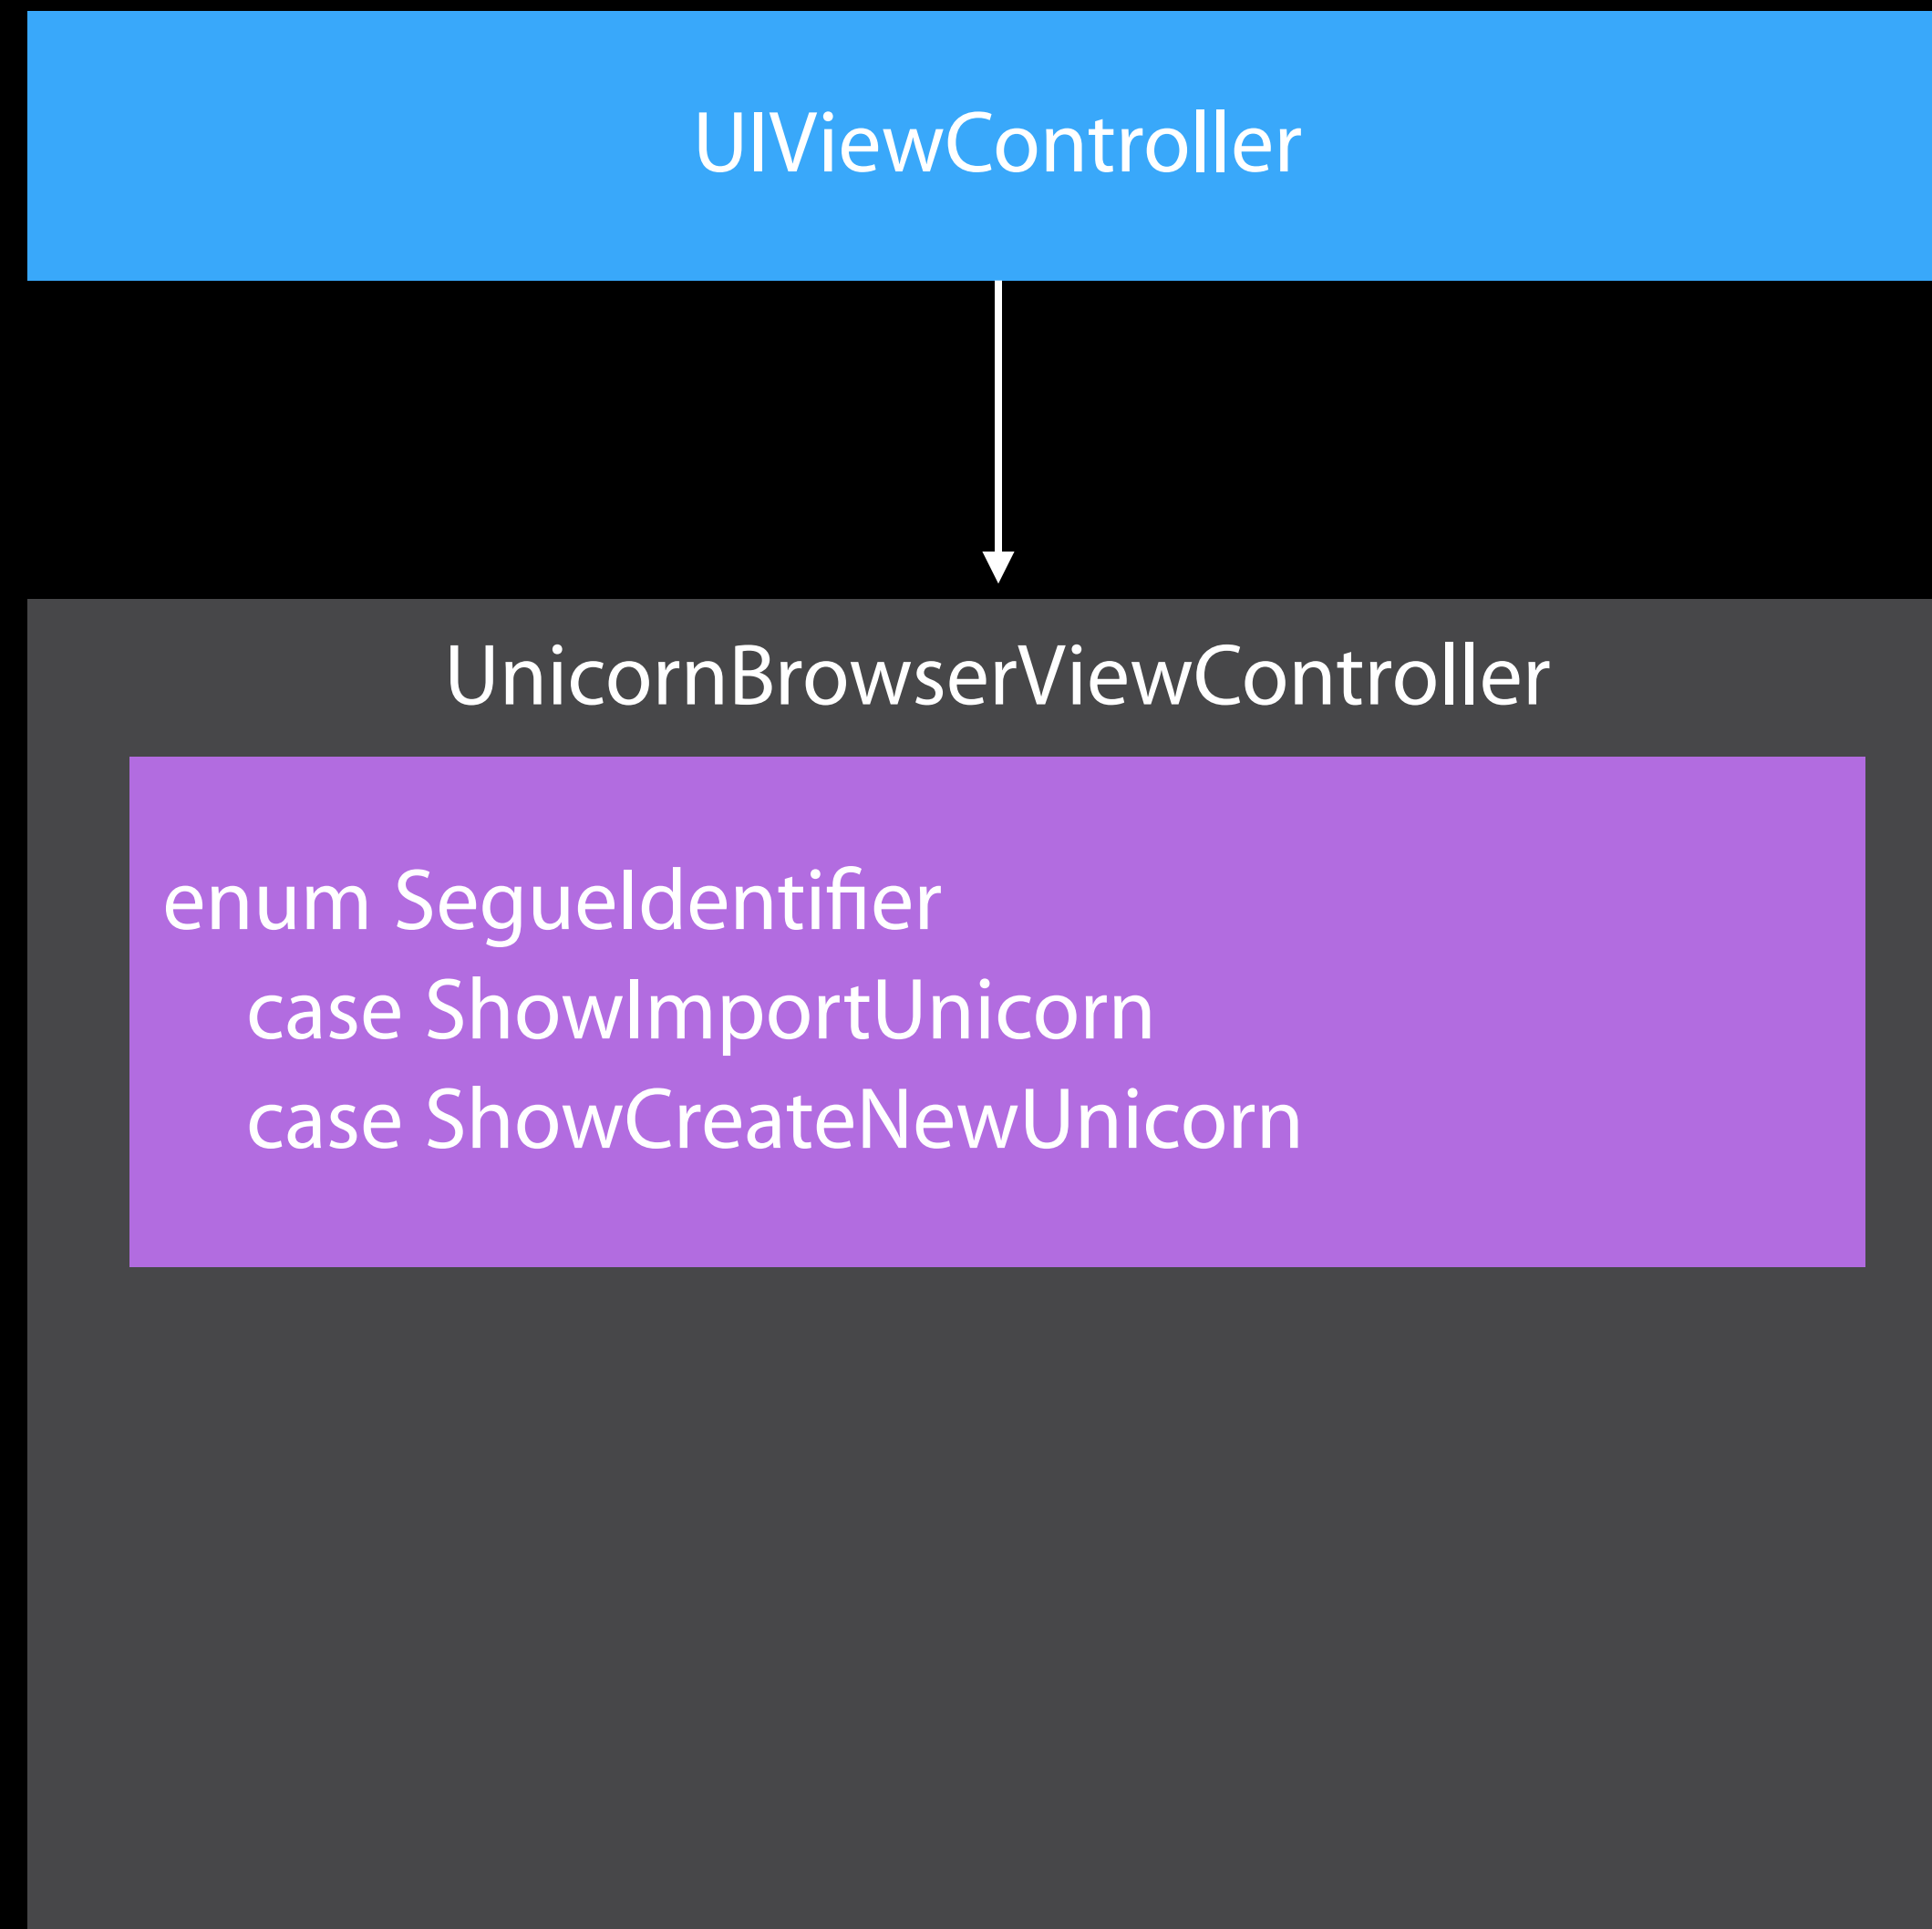 UIViewController
UnicornBrowserViewController
enum SegueIdentifier
case ShowImportUnicorn
case ShowCreateNewUnicorn